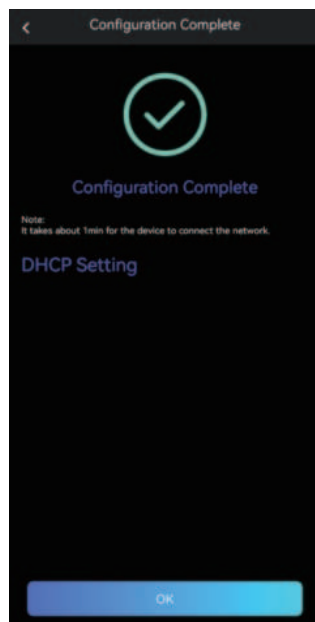 Configuration Complete
Configuration Complete
Note:
It takes about 1min for the device to connect the network.
DHCP Setting
OK